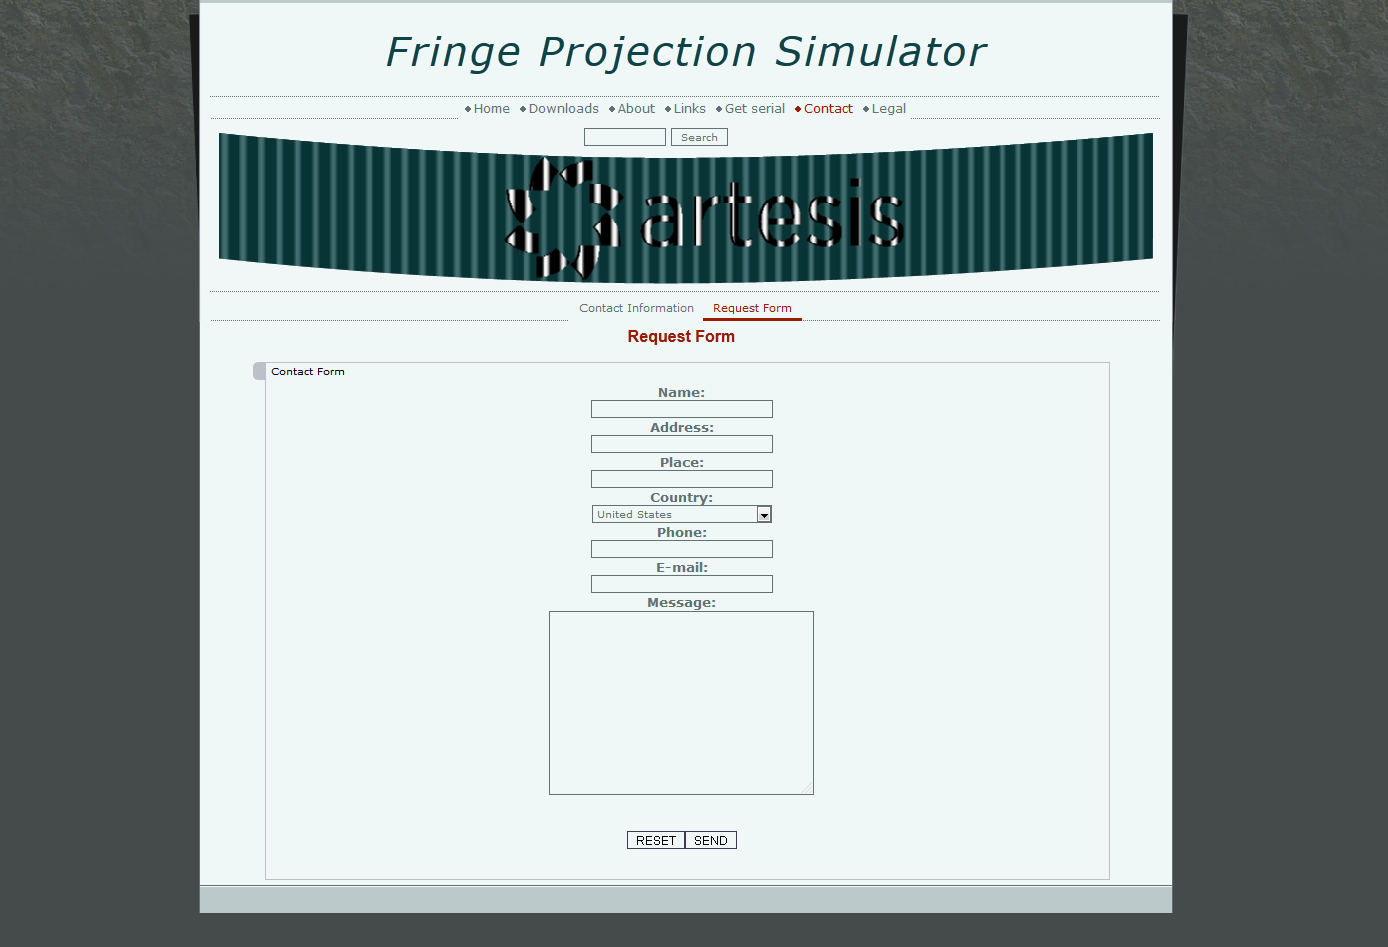 Fringe Projection Simulator
Home Downloads About Links Get serial Contact Legal
Search
artesis
Contact Information Request Form
Request Form
Contact Form
Name:
Address:
Place:
Country:
United States
Phone:
E-mail:
Message:
RESET SEND